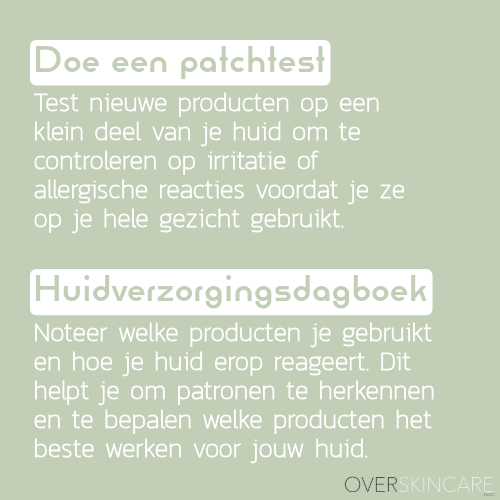 Doe een patchtest
Test nieuwe producten op een
klein deel van je huid om te
controleren op irritatie of
allergische reacties voordat je ze
op je hele gezicht gebruikt.
Huidverzorgingsdagboek
Noteer welke producten je gebruikt
en hoe je huid erop reageert. Dit
helpt je om patronen te herkennen
en te bepalen welke producten het
beste werken voor jouw huid.
OVERSKINCARE